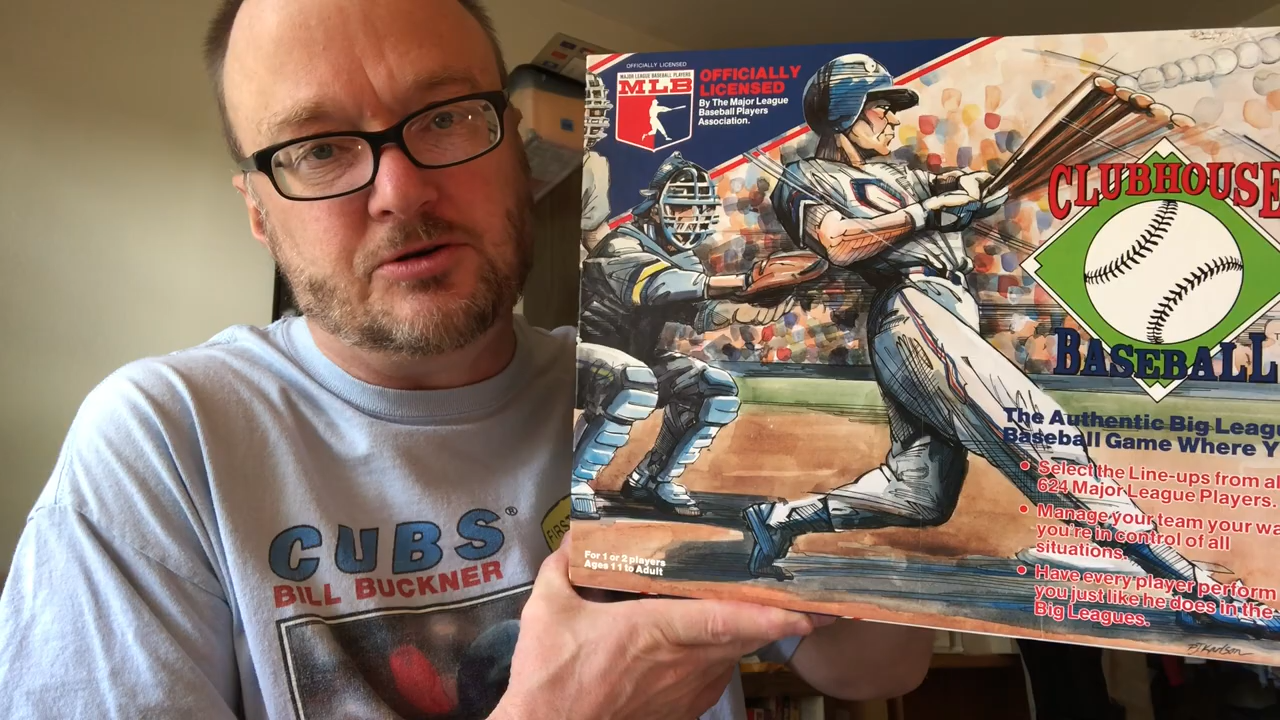 OFFICIALLY LICENSED
MAJOR LEAGUE BASEBALL PLAYERS
MLB
OFFICIALLY
LICENSED
By The Major League
Baseball Players
Association.
CLUBHOUSE
BASEBALL
The Authentic Big Leagu
Baseball Game Where Y
• Select the Line-ups from al
624 Major League Players.
• Manage your team your wa
you're in control of all
situations.
• Have every player perform
you just like he does in the
Big Leagues.
For 1 or 2 players
Ages 11 to Adult
CUBS®
BILL BUCKNER
FIRS